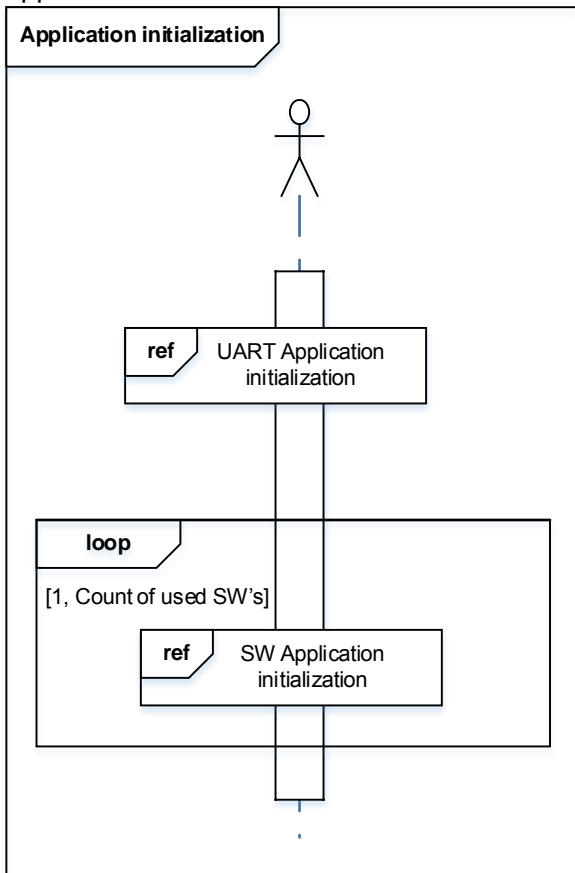 Application initialization
ref
UART Application
initialization
loop
[1, Count of used SW's]
ref
SW Application
initialization